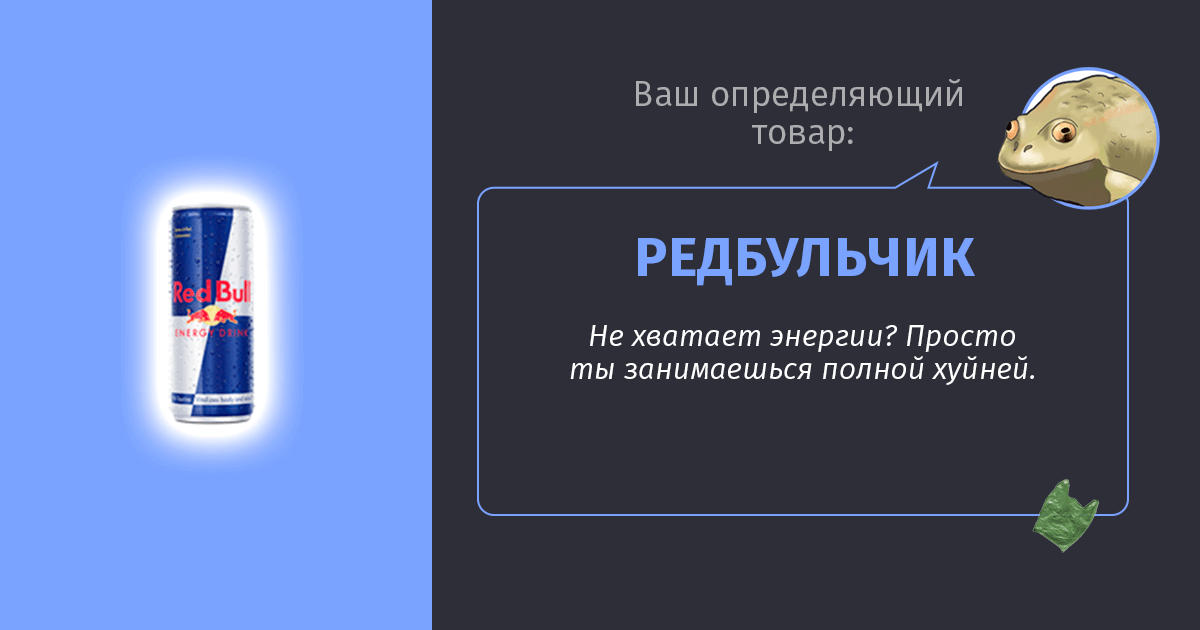 Ваш определяющий
товар:
РЕДБУЛЬЧИК
Не хватает энергии? Просто
ты занимаешься полной хуйней.
Red Bull
ENERGY DRINK